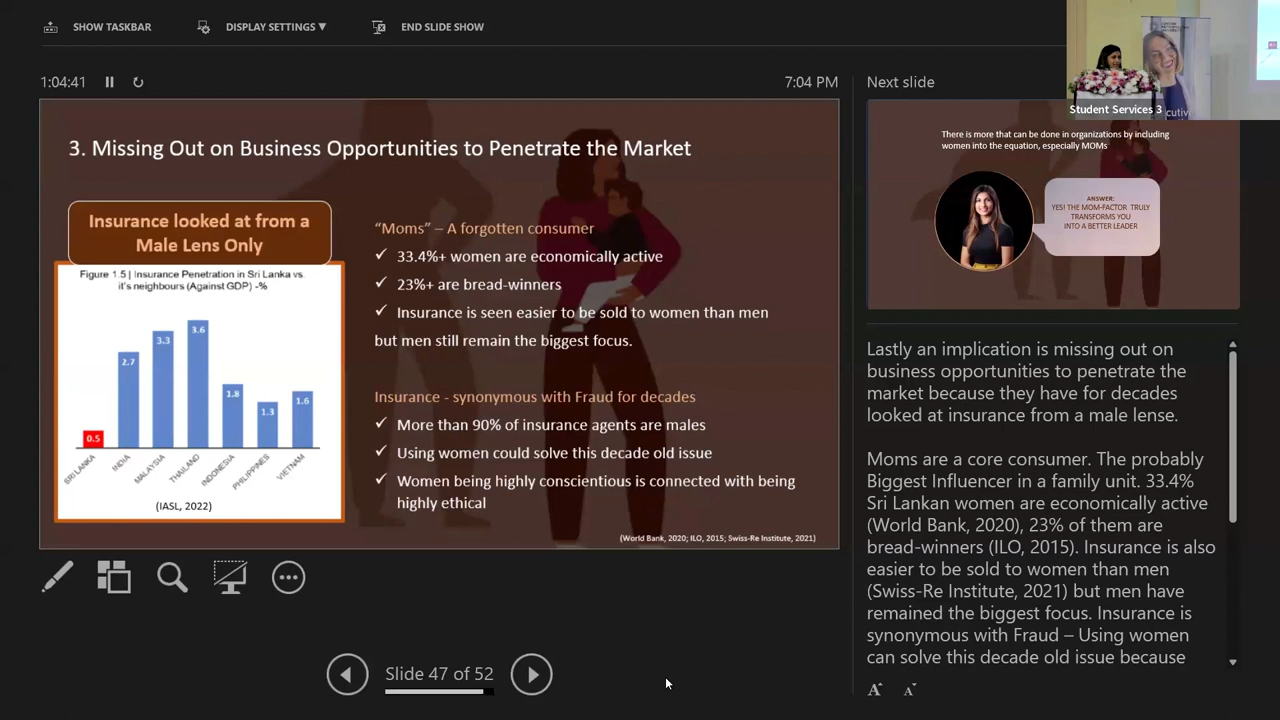 SHOW TASKBAR
DISPLAY SETTINGS ▼
END SLIDE SHOW
1:04:41
7:04 PM
3. Missing Out on Business Opportunities to Penetrate the Market
Insurance looked at from a
Male Lens Only
Figure 1.5 | Insurance Penetration in Sri Lanka vs.
it's neighbours (Against GDP) -%
0.5
2.7
3.3
3.6
1.8
1.3
1.6
SRI LANKA
INDIA
MALAYSIA
THAILAND
INDONESIA
PHILIPPINES
VIETNAM
(IASL, 2022)
“Moms” – A forgotten consumer
✓ 33.4%+ women are economically active
✓ 23%+ are bread-winners
✓ Insurance is seen easier to be sold to women than men
but men still remain the biggest focus.
Insurance - synonymous with Fraud for decades
✓ More than 90% of insurance agents are males
✓ Using women could solve this decade old issue
✓ Women being highly conscientious is connected with being
highly ethical
(World Bank, 2020; ILO, 2015; Swiss-Re Institute, 2021)
Slide 47 of 52
Next slide
Student Services 3
There is more that can be done in organizations by including
women into the equation, especially MOMs
ANSWER:
YES! THE MOM-FACTOR TRULY
TRANSFORMS YOU
INTO A BETTER LEADER
Lastly an implication is missing out on
business opportunities to penetrate the
market because they have for decades
looked at insurance from a male lense.
Moms are a core consumer. The probably
Biggest Influencer in a family unit. 33.4%
Sri Lankan women are economically active
(World Bank, 2020), 23% of them are
bread-winners (ILO, 2015). Insurance is also
easier to be sold to women than men
(Swiss-Re Institute, 2021) but men have
remained the biggest focus. Insurance is
synonymous with Fraud – Using women
can solve this decade old issue because
A A